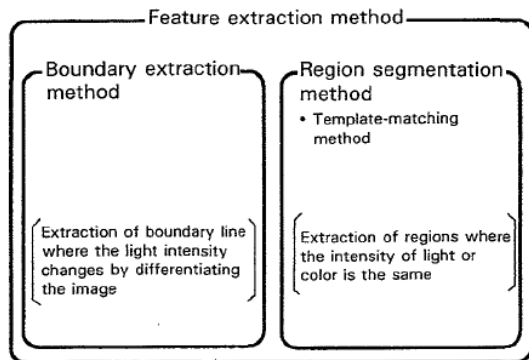 Feature extraction method
Boundary extraction
method
Extraction of boundary line
where the light intensity
changes by differentiating
the image
Region segmentation
method
• Template-matching
method
Extraction of regions where
the intensity of light or
color is the same